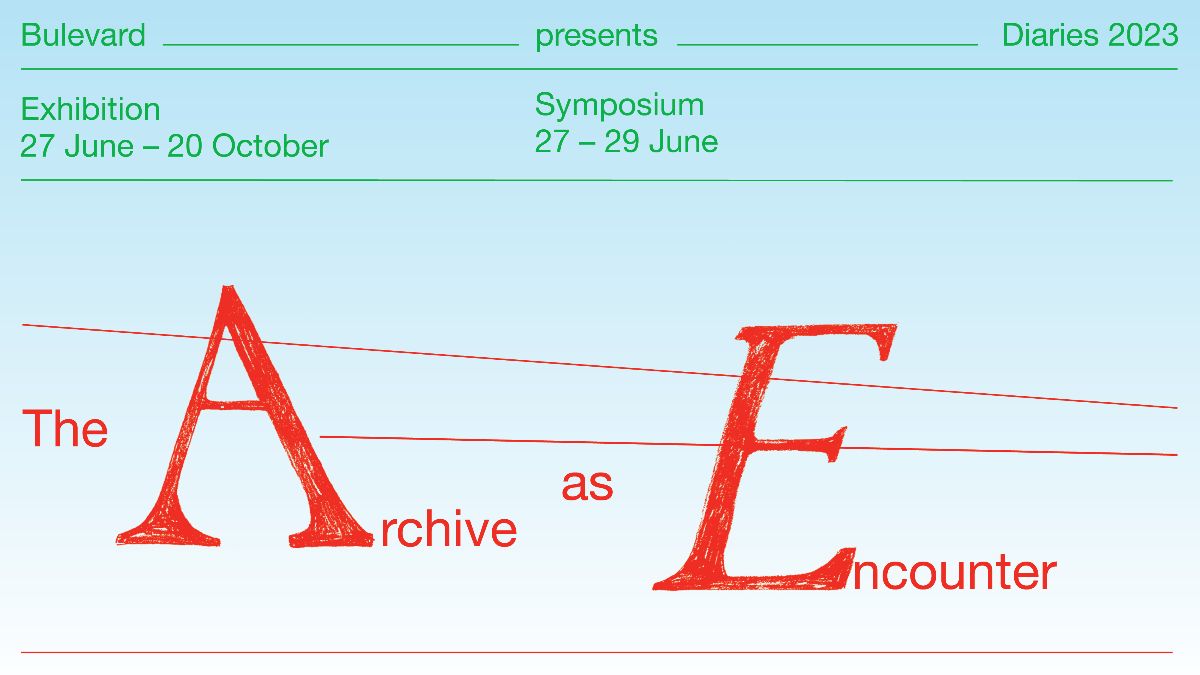 Bulevard presents Diaries 2023
Exhibition
27 June – 20 October
Symposium
27 – 29 June
The Archive
as
Encounter